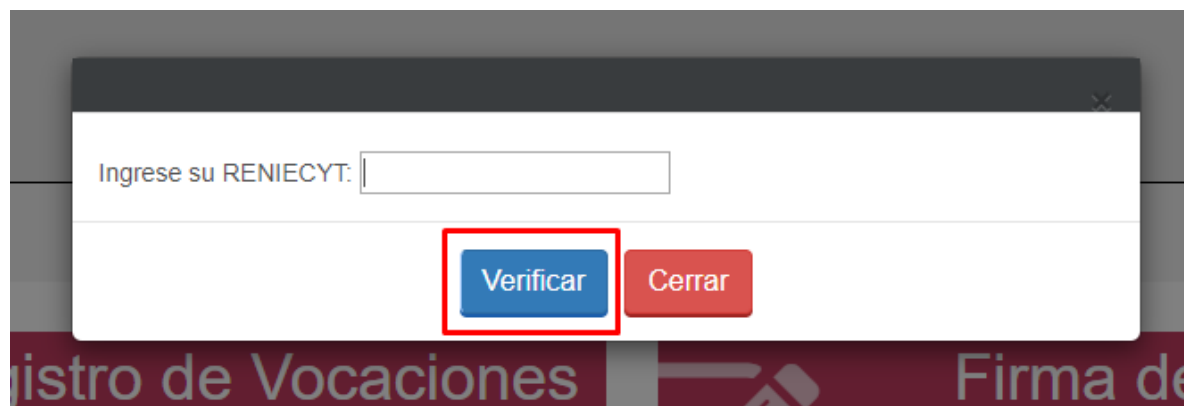 Ingrese su RENIECYT:
Verificar Cerrar
gistro de Vocaciones Firma de